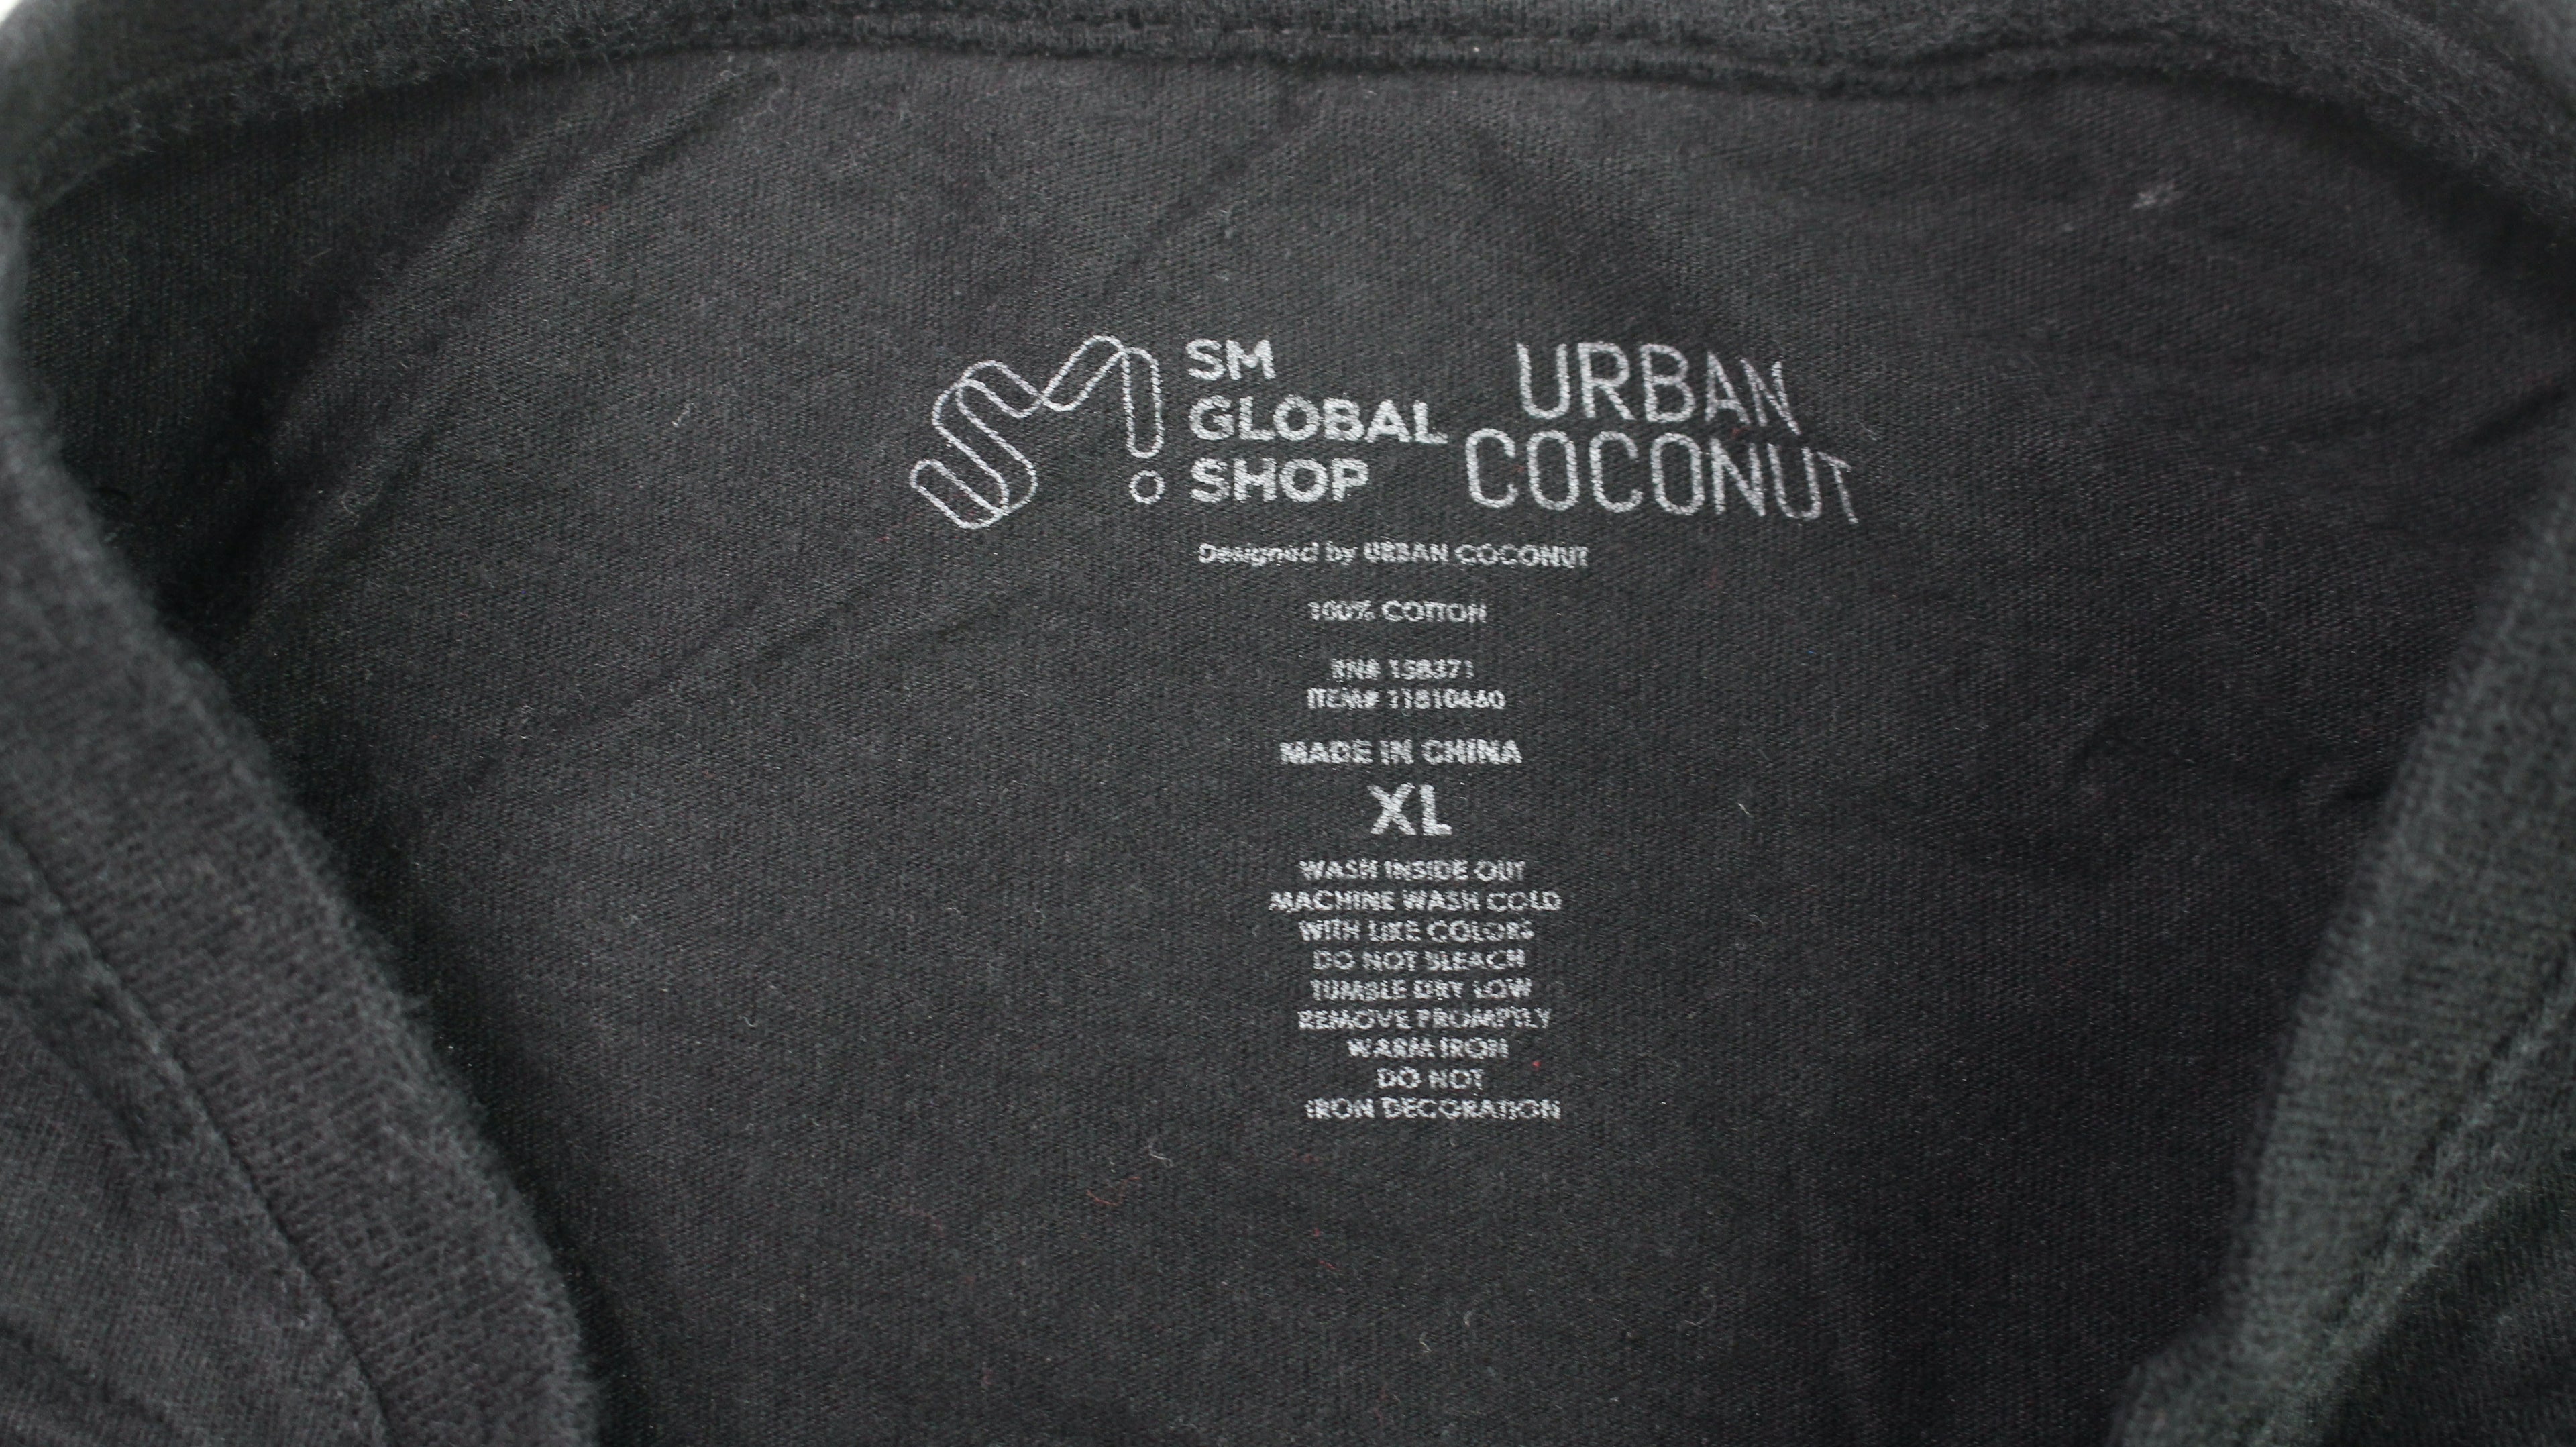 SM
GLOBAL
SHOP
URBAN
COCONUT
Designed by URBAN COCONUT
100% COTTON
RN# 158371
ITEM# 11810660
MADE IN CHINA
XL
WASH INSIDE OUT
MACHINE WASH COLD
WITH LIKE COLORS
DO NOT BLEACH
TUMBLE DRY LOW
REMOVE PROMPTLY
WARM IRON
DO NOT
IRON DECORATION